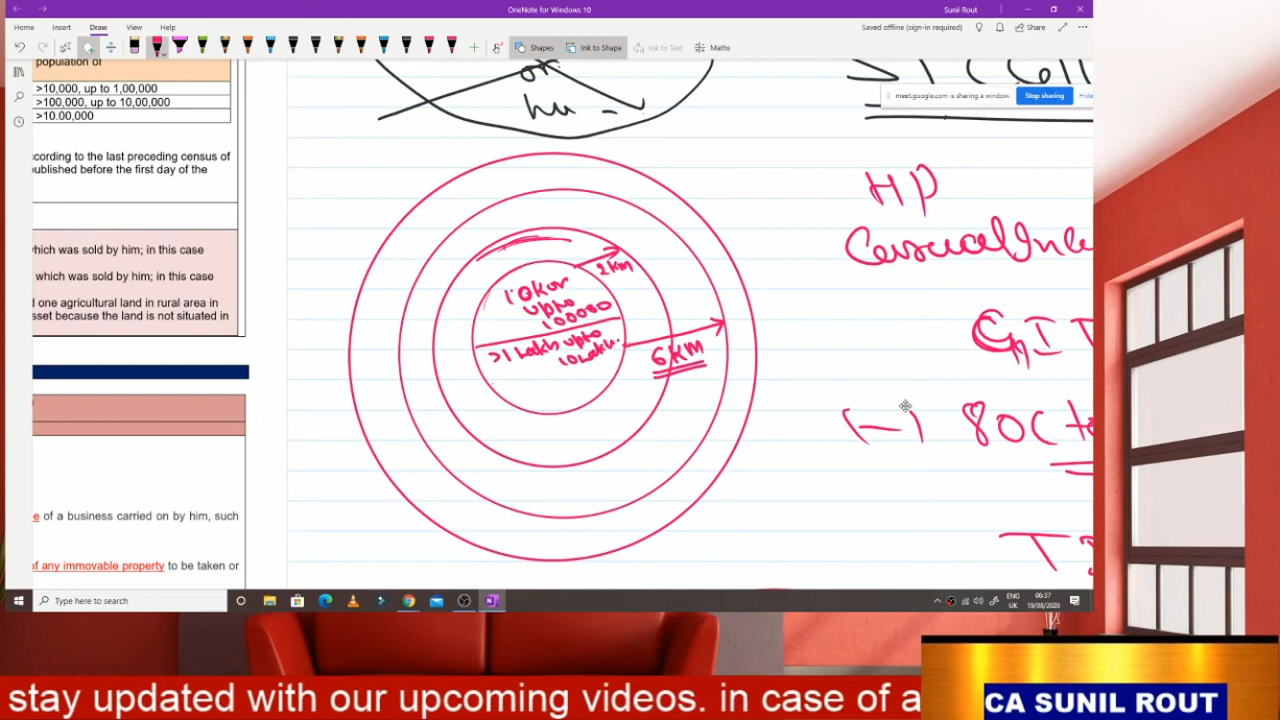 OneNote for Windows 10
Sunil Rout
Home Insert Draw View Help
Saved offline (sign-in required)
Share
Shapes
Ink to Shape
Ink to Text
Maths
population of
>10,000, up to 1,00,000
>100,000, up to 10,00,000
>10.00,000
ccording to the last preceding census of
published before the first day of the
which was sold by him; in this case
which was sold by him; in this case
d one agricultural land in rural area in
sset because the land is not situated in
e of a business carried on by him, such
of any immovable property to be taken or
meet.google.com is sharing a window.
Stop sharing
Hide
2 KM
upto
100000
>1 Lakh upto
10 Lakh.
6 KM
HP
GTI
(-) 80C to
Type here to search
ENG
UK
06:37
19/08/2020
stay updated with our upcoming videos. in case of a
CA SUNIL ROUT